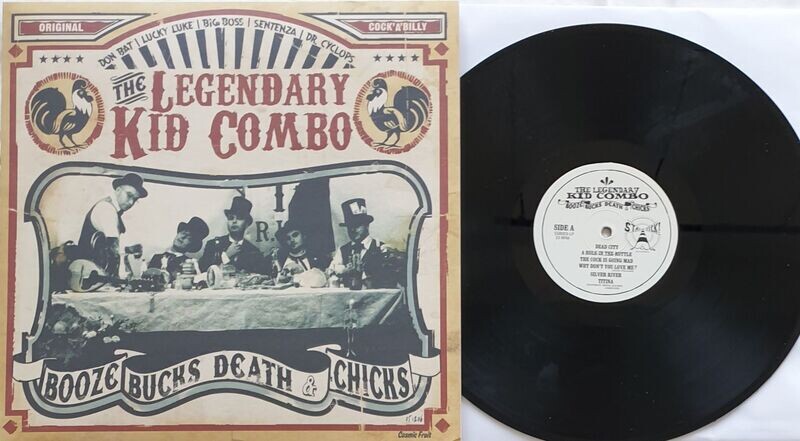 ORIGINAL
COCK'A'BILLY
DON BAT | LUCKY LUKE | BIG BOSS | SENTENZA | DR. CYCLOPS
THE LEGENDARY
KID COMBO
R.I
BOOZE BUCKS DEATH & CHICKS
Cosmic Fruit
THE LEGENDARY
KID COMBO
BOOZE BUCKS DEATH & CHICKS
SIDE A
33 RPM
DEAD CITY
A HOLE IN THE BOTTLE
THE COCK IS GOING MAD
WHY DON'T YOU LOVE ME?
SILVER RIVER
TITINA